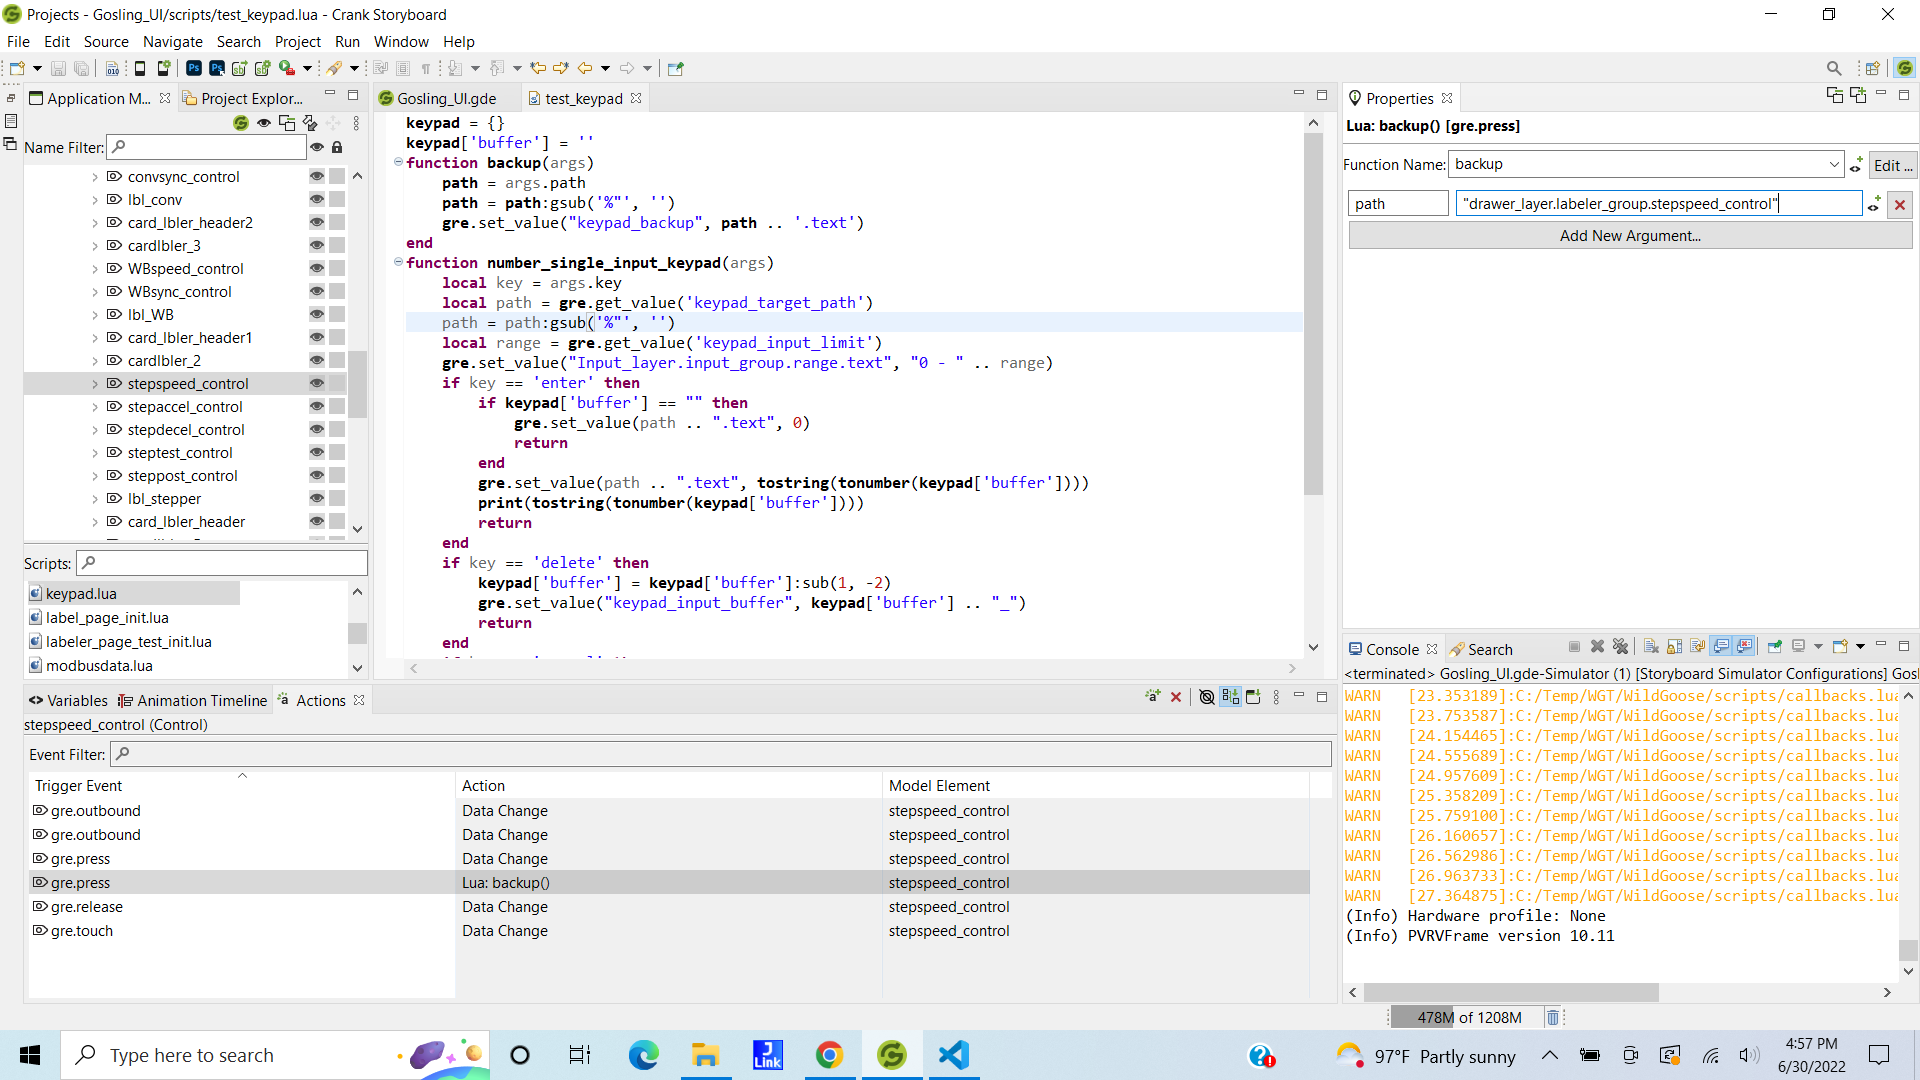 Projects - Gosling_UI/scripts/test_keypad.lua - Crank Storyboard
File Edit Source Navigate Search Project Run Window Help
Application M...
Project Explor...
Name Filter:
convsync_control
lbl_conv
card_lbler_header2
cardlbler_3
WBspeed_control
WBsync_control
lbl_WB
card_lbler_header1
cardlbler_2
stepspeed_control
stepaccel_control
stepdecel_control
steptest_control
steppost_control
lbl_stepper
card_lbler_header
Scripts:
keypad.lua
label_page_init.lua
labeler_page_test_init.lua
modbusdata.lua
Gosling_UI.gde
test_keypad
keypad = {}
keypad['buffer'] = ''
function backup(args)
path = args.path
path = path:gsub('%"', '')
gre.set_value("keypad_backup", path .. '.text')
end
function number_single_input_keypad(args)
local key = args.key
local path = gre.get_value('keypad_target_path')
path = path:gsub('%"', '')
local range = gre.get_value('keypad_input_limit')
gre.set_value("Input_layer.input_group.range.text", "0 - " .. range)
if key == 'enter' then
if keypad['buffer'] == "" then
gre.set_value(path .. ".text", 0)
return
end
gre.set_value(path .. ".text", tostring(tonumber(keypad['buffer'])))
print(tostring(tonumber(keypad['buffer'])))
return
end
if key == 'delete' then
keypad['buffer'] = keypad['buffer']:sub(1, -2)
gre.set_value("keypad_input_buffer", keypad['buffer'] .. "_")
return
end
Properties
Lua: backup() [gre.press]
Function Name: backup Edit ...
path "drawer_layer.labeler_group.stepspeed_control"
Add New Argument...
Variables Animation Timeline Actions
stepspeed_control (Control)
Event Filter:
Trigger Event Action Model Element
gre.outbound Data Change stepspeed_control
gre.outbound Data Change stepspeed_control
gre.press Data Change stepspeed_control
gre.press Lua: backup() stepspeed_control
gre.release Data Change stepspeed_control
gre.touch Data Change stepspeed_control
Console Search
<terminated> Gosling_UI.gde-Simulator (1) [Storyboard Simulator Configurations] Gosl
WARN [23.353189]:C:/Temp/WGT/WildGoose/scripts/callbacks.lua
WARN [23.753587]:C:/Temp/WGT/WildGoose/scripts/callbacks.lua
WARN [24.154465]:C:/Temp/WGT/WildGoose/scripts/callbacks.lua
WARN [24.555689]:C:/Temp/WGT/WildGoose/scripts/callbacks.lua
WARN [24.957609]:C:/Temp/WGT/WildGoose/scripts/callbacks.lua
WARN [25.358209]:C:/Temp/WGT/WildGoose/scripts/callbacks.lua
WARN [25.759100]:C:/Temp/WGT/WildGoose/scripts/callbacks.lua
WARN [26.160657]:C:/Temp/WGT/WildGoose/scripts/callbacks.lua
WARN [26.562986]:C:/Temp/WGT/WildGoose/scripts/callbacks.lua
WARN [26.963733]:C:/Temp/WGT/WildGoose/scripts/callbacks.lua
WARN [27.364875]:C:/Temp/WGT/WildGoose/scripts/callbacks.lua
(Info) Hardware profile: None
(Info) PVRVFrame version 10.11
478M of 1208M
Type here to search
J Link
97°F Partly sunny
4:57 PM
6/30/2022